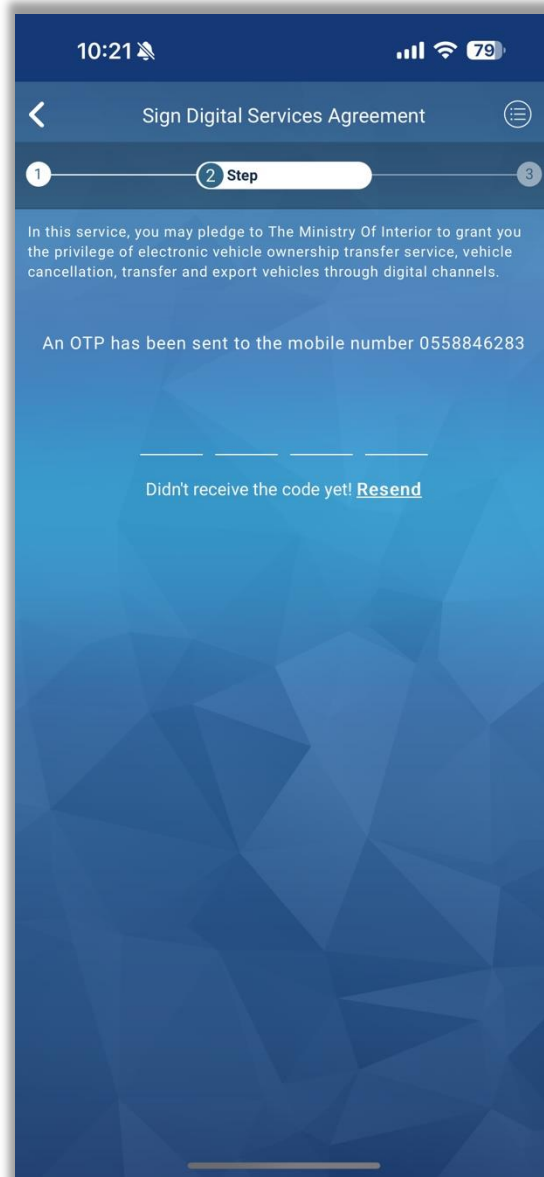 10:21
79
Sign Digital Services Agreement
1
2 Step
3
In this service, you may pledge to The Ministry Of Interior to grant you
the privilege of electronic vehicle ownership transfer service, vehicle
cancellation, transfer and export vehicles through digital channels.
An OTP has been sent to the mobile number 0558846283
Didn't receive the code yet! Resend